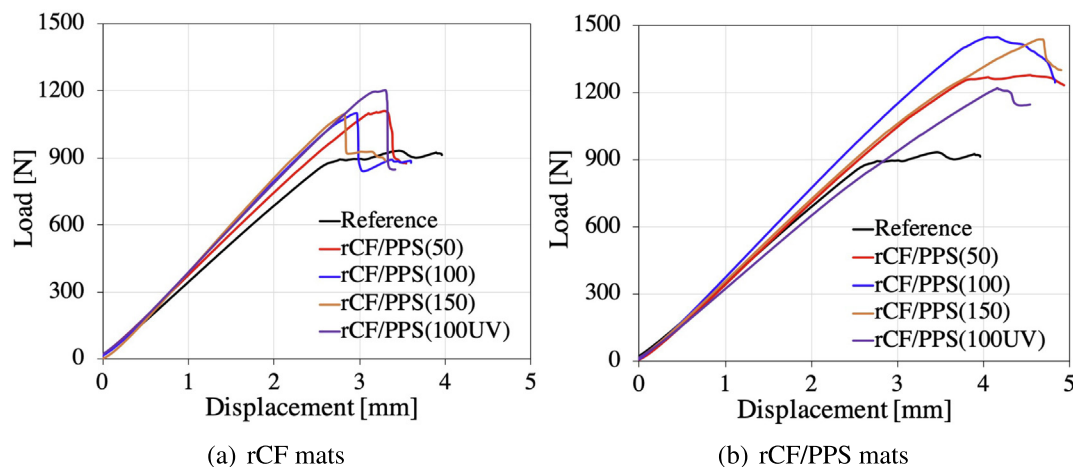 1500
1200
900
600
300
0
Load [N]
Reference
rCF/PPS(50)
rCF/PPS(100)
rCF/PPS(150)
rCF/PPS(100UV)
0 1 2 3 4 5
Displacement [mm]
(a) rCF mats
1500
1200
900
600
300
0
Load [N]
Reference
rCF/PPS(50)
rCF/PPS(100)
rCF/PPS(150)
rCF/PPS(100UV)
0 1 2 3 4 5
Displacement [mm]
(b) rCF/PPS mats